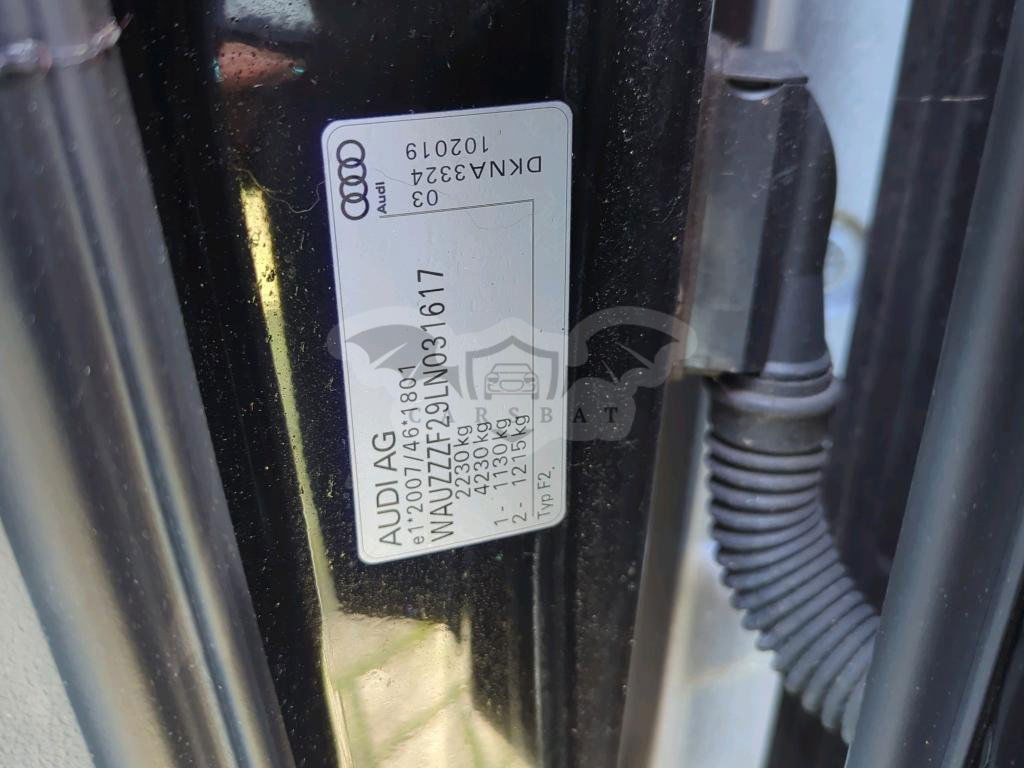 Audi
AUDI AG
e1*2007/46*1801
WAUZZZF29LN031617
2230kg
4230kg
1- 1130kg
2- 1215kg
Typ F2.
03
DKNA3324
102019
CARSBAT